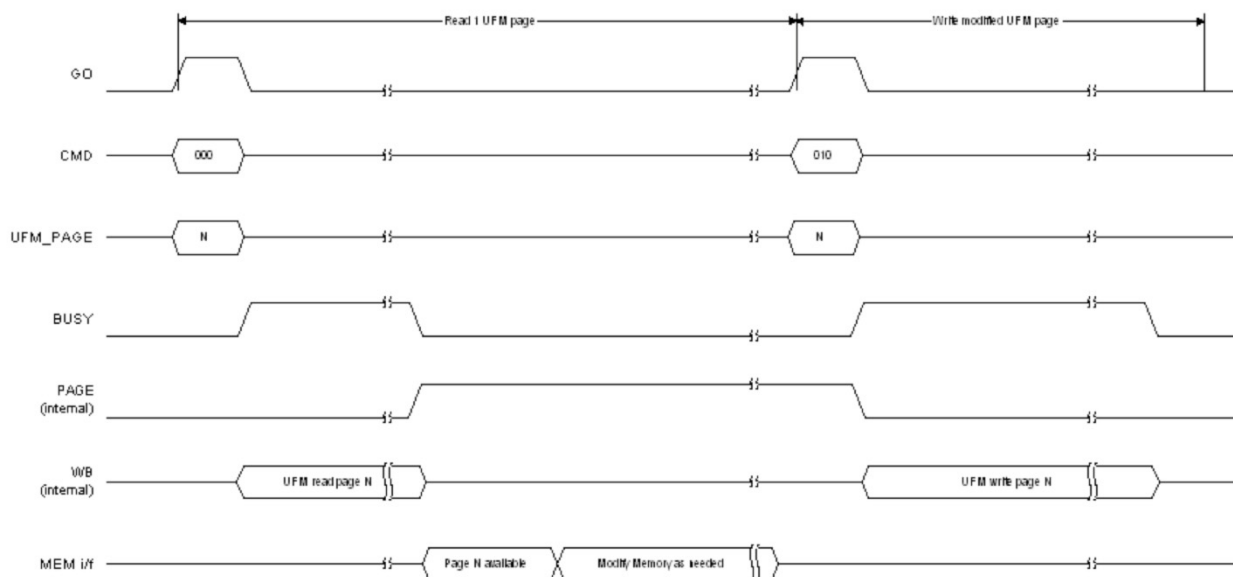 Read 1 UFM page
Write modified UFM page
GO
CMD
000
010
UFM_PAGE
N
N
BUSY
PAGE
(internal)
WB
(internal)
UFM read page N
UFM write page N
MEM i/f
Page N available
Modify Memory as needed